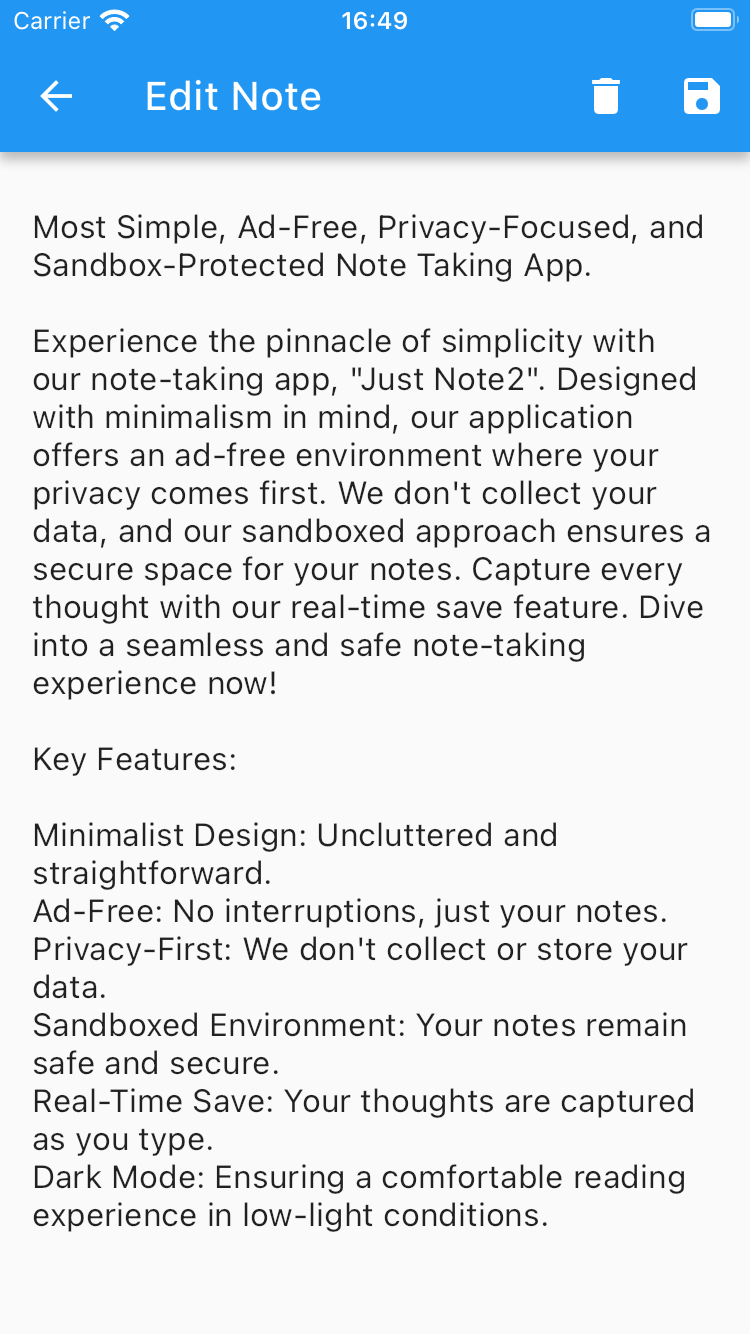 Carrier
16:49
Edit Note
Most Simple, Ad-Free, Privacy-Focused, and
Sandbox-Protected Note Taking App.
Experience the pinnacle of simplicity with
our note-taking app, "Just Note2". Designed
with minimalism in mind, our application
offers an ad-free environment where your
privacy comes first. We don't collect your
data, and our sandboxed approach ensures a
secure space for your notes. Capture every
thought with our real-time save feature. Dive
into a seamless and safe note-taking
experience now!
Key Features:
Minimalist Design: Uncluttered and
straightforward.
Ad-Free: No interruptions, just your notes.
Privacy-First: We don't collect or store your
data.
Sandboxed Environment: Your notes remain
safe and secure.
Real-Time Save: Your thoughts are captured
as you type.
Dark Mode: Ensuring a comfortable reading
experience in low-light conditions.